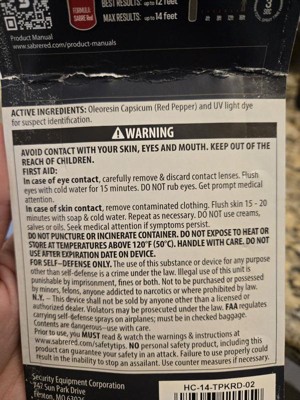 BEST RESULTS: up to 12 feet
FORMULA
SABRE Red
MAX RESULTS: up to 14 feet
Product Manual
www.sabrered.com/product-manuals
ACTIVE INGREDIENTS: Oleoresin Capsicum (Red Pepper) and UV light dye
for suspect identification.
WARNING
AVOID CONTACT WITH YOUR SKIN, EYES AND MOUTH. KEEP OUT OF THE
REACH OF CHILDREN.
FIRST AID:
In case of eye contact, carefully remove & discard contact lenses. Flush
eyes with cold water for 15 minutes. DO NOT rub eyes. Get prompt medical
attention.
In case of skin contact, remove contaminated clothing. Flush skin 15 - 20
minutes with soap & cold water. Repeat as necessary. DO NOT use creams,
salves or oils. Seek medical attention if symptoms persist.
DO NOT PUNCTURE OR INCINERATE CONTAINER. DO NOT EXPOSE TO HEAT OR
STORE AT TEMPERATURES ABOVE 120°F (50°C). HANDLE WITH CARE. DO NOT
USE AFTER EXPIRATION DATE ON DEVICE.
FOR SELF-DEFENSE ONLY. The use of this substance or device for any purpose
other than self-defense is a crime under the law. Illegal use of this unit is
punishable by imprisonment, fines or both. Not to be purchased or possessed
by minors, felons, anyone addicted to narcotics or where prohibited by law.
N.Y. - This device shall not be sold by anyone other than a licensed or
authorized dealer. Violators may be prosecuted under the law. FAA regulates
carrying self-defense sprays on airplanes; must be in checked baggage.
Contents are dangerous—use with care.
Prior to use, you MUST read & watch the warnings & instructions at
www.sabrered.com/safetytips. NO personal safety product, including this
product can guarantee your safety in an attack. Failure to use properly could
result in the inability to stop an assailant. Use counter measures if necessary.
Security Equipment Corporation
747 Sun Park Drive
Fenton, MO 63026
HC-14-TPKRD-02